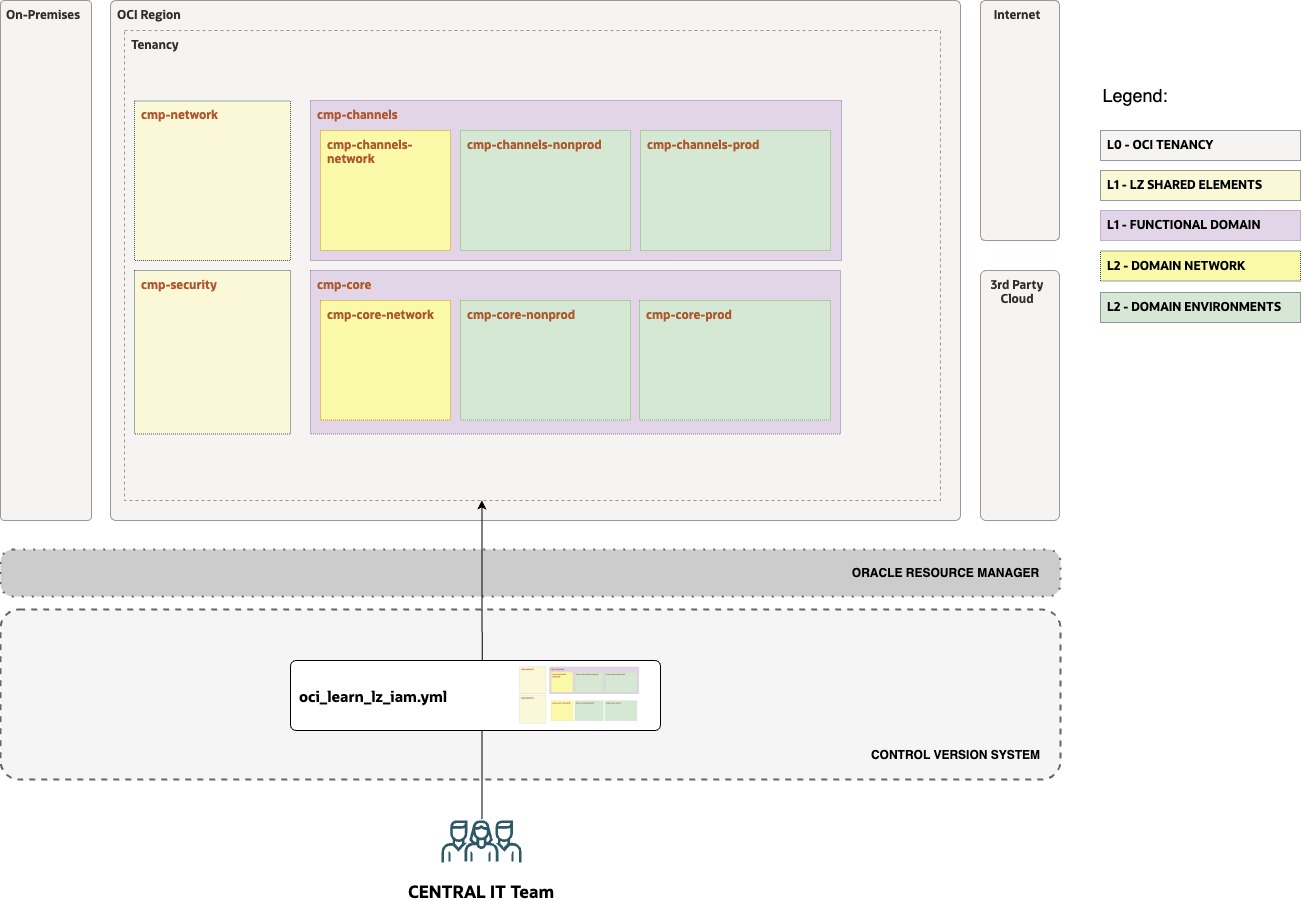 On-Premises
OCI Region
Tenancy
cmp-network
cmp-channels
cmp-channels-
network
cmp-channels-nonprod
cmp-channels-prod
cmp-security
cmp-core
cmp-core-network
cmp-core-nonprod
cmp-core-prod
Internet
3rd Party
Cloud
Legend:
L0 - OCI TENANCY
L1 - LZ SHARED ELEMENTS
L1 - FUNCTIONAL DOMAIN
L2 - DOMAIN NETWORK
L2 - DOMAIN ENVIRONMENTS
ORACLE RESOURCE MANAGER
oci_learn_lz_iam.yml
CONTROL VERSION SYSTEM
CENTRAL IT Team